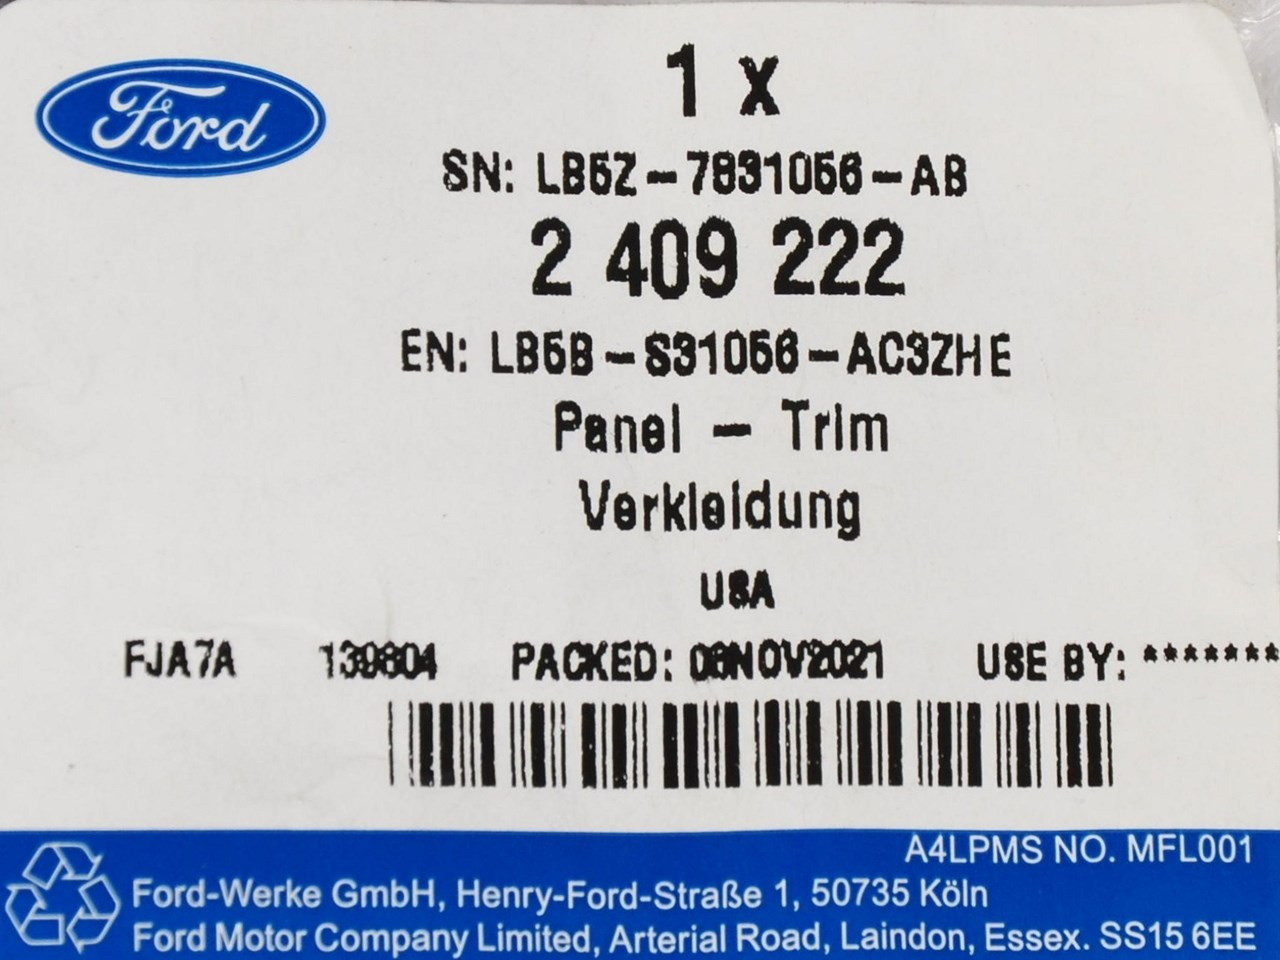 Ford
1 x
SN: LB5Z-7831056-AB
2 409 222
EN: LB5B-S31056-AC3ZHE
Panel - Trim
Verkleidung
USA
FJA7A 139804 PACKED: 06NOV2021 USE BY: *******
A4LPMS NO. MFL001
Ford-Werke GmbH, Henry-Ford-Straße 1, 50735 Köln
Ford Motor Company Limited, Arterial Road, Laindon, Essex. SS15 6EE